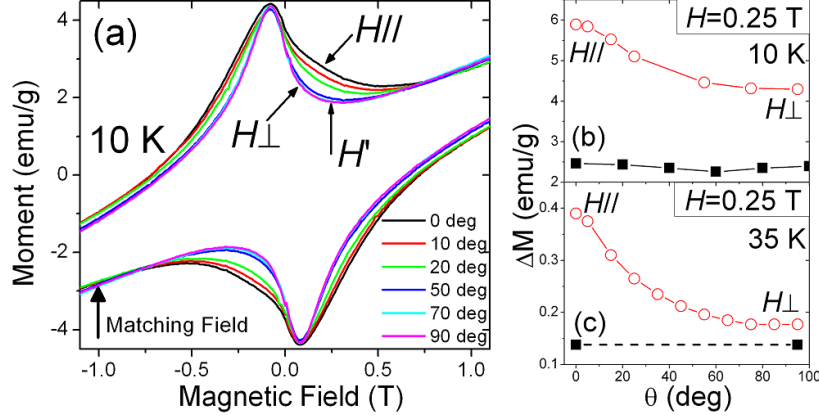 (a)
H//
10 K
H⊥
H'
0 deg
10 deg
20 deg
50 deg
70 deg
90 deg
Matching Field
Moment (emu/g)
4
2
0
-2
-4
-1.0
-0.5
0.0
0.5
1.0
Magnetic Field (T)
H=0.25 T
10 K
H//
H⊥
(b)
6
5
4
3
2
ΔM (emu/g)
H=0.25 T
35 K
H//
H⊥
(c)
0.4
0.3
0.2
0.1
0
20
40
60
80
100
θ (deg)